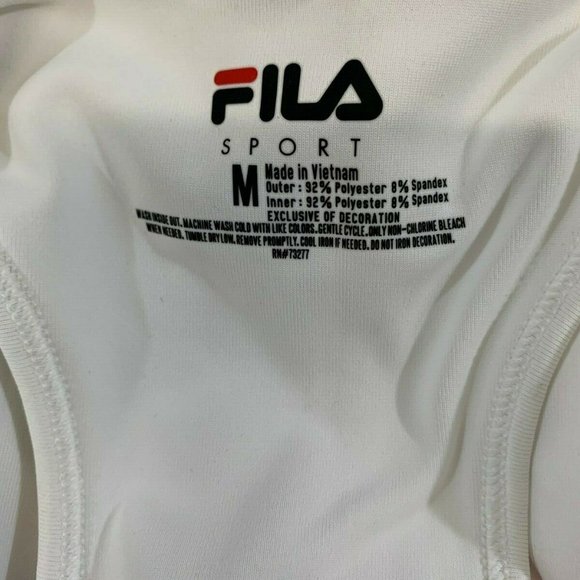 FILA
SPORT
M Made in Vietnam
Outer : 92% Polyester 8% Spandex
Inner : 92% Polyester 8% Spandex
EXCLUSIVE OF DECORATION
WASH INSIDE OUT. MACHINE WASH COLD WITH LIKE COLORS. GENTLE CYCLE. ONLY NON-CHLORINE BLEACH
WHEN NEEDED. TUMBLE DRY LOW. REMOVE PROMPTLY. COOL IRON IF NEEDED. DO NOT IRON DECORATION.
RN#73277